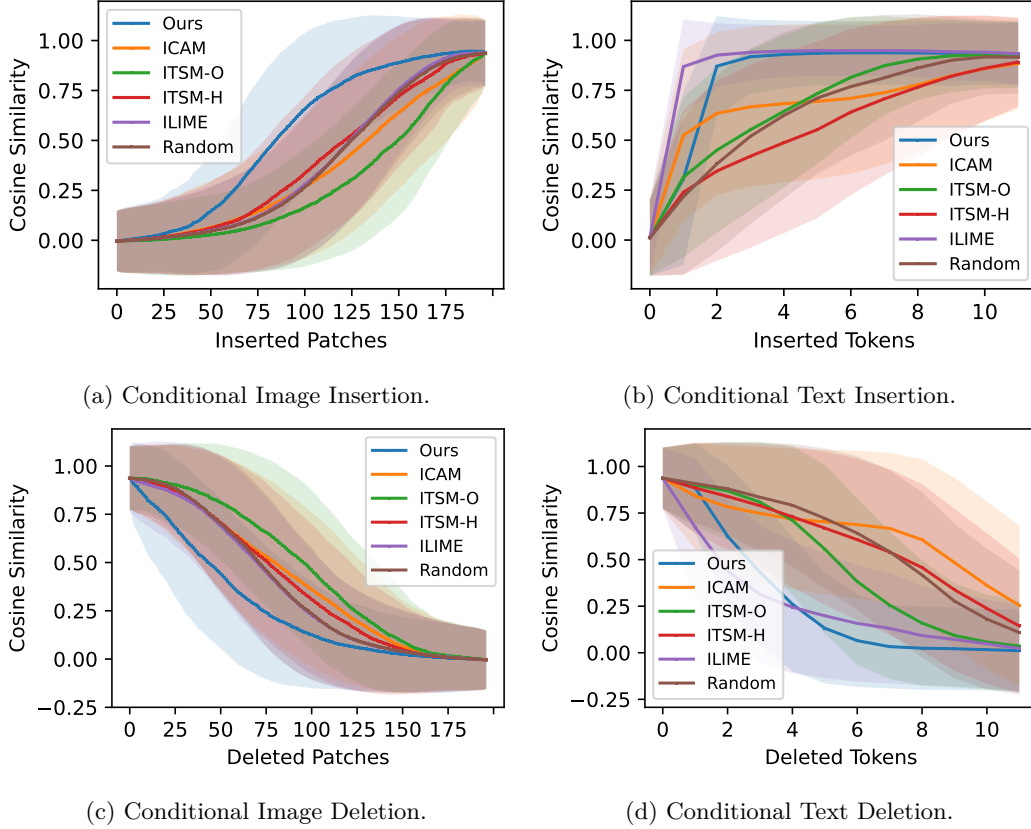 1.00
0.75
0.50
0.25
0.00
Cosine Similarity
Ours
ICAM
ITSM-O
ITSM-H
ILIME
Random
0 25 50 75 100 125 150 175
Inserted Patches
(a) Conditional Image Insertion.
1.00
0.75
0.50
0.25
0.00
Cosine Similarity
Ours
ICAM
ITSM-O
ITSM-H
ILIME
Random
0 2 4 6 8 10
Inserted Tokens
(b) Conditional Text Insertion.
1.00
0.75
0.50
0.25
0.00
−0.25
Cosine Similarity
Ours
ICAM
ITSM-O
ITSM-H
ILIME
Random
0 25 50 75 100 125 150 175
Deleted Patches
(c) Conditional Image Deletion.
1.00
0.75
0.50
0.25
0.00
−0.25
Cosine Similarity
Ours
ICAM
ITSM-O
ITSM-H
ILIME
Random
0 2 4 6 8 10
Deleted Tokens
(d) Conditional Text Deletion.